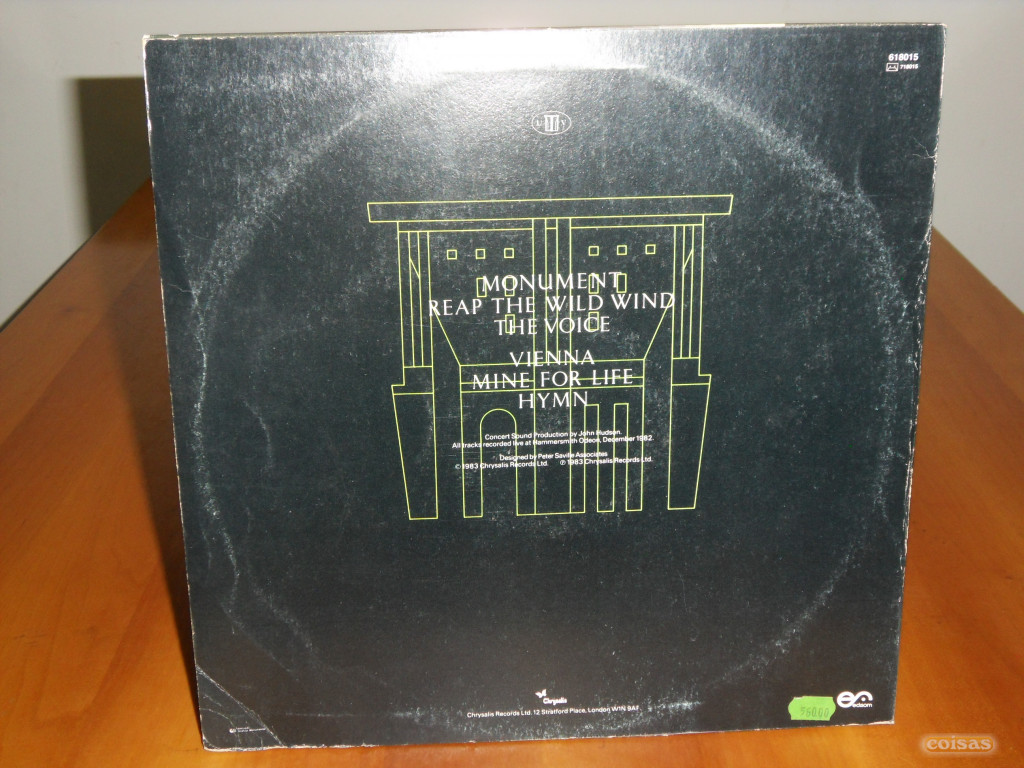 618015
718015
MONUMENT
REAP THE WILD WIND
THE VOICE
VIENNA
MINE FOR LIFE
HYMN
Concert Sound Production by John Hudson.
All tracks recorded live at Hammersmith Odeon, December 1982.
Designed by Peter Saville Associates
© 1983 Chrysalis Records Ltd. ℗ 1983 Chrysalis Records Ltd.
Chrysalis
Chrysalis Records Ltd. 12 Stratford Place, London W1N 9AF
edisom
coisas